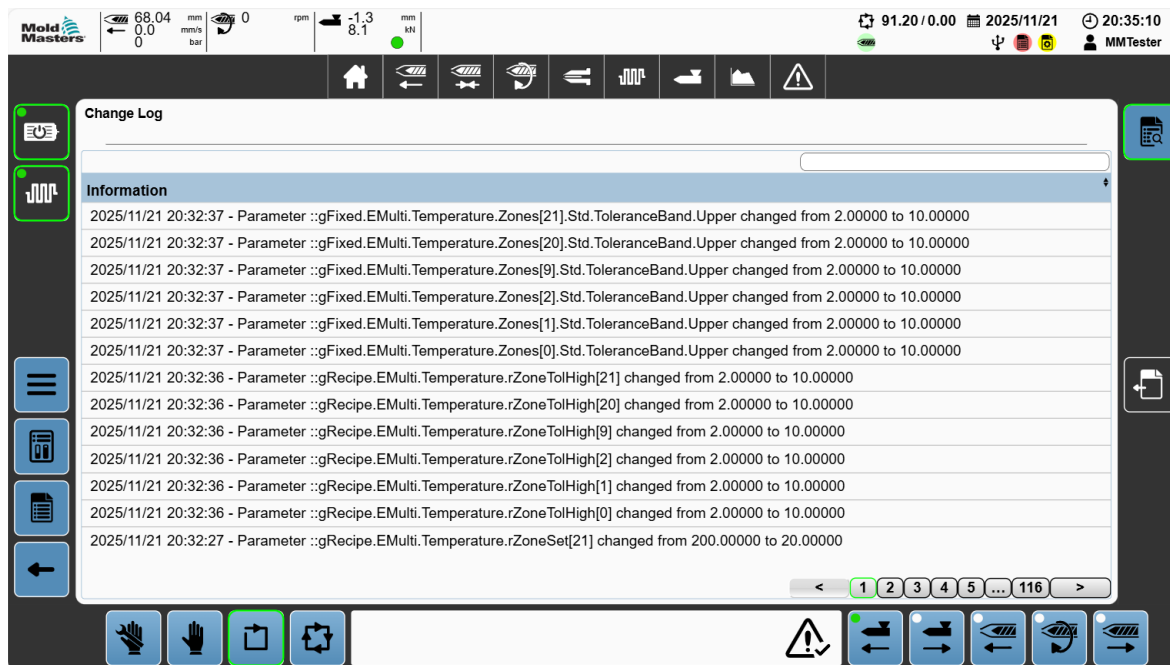 Mold
Masters
68.04 mm
0.0 mm/s
0 bar
0 rpm
-1.3 mm
8.1 kN
91.20 / 0.00
2025/11/21
20:35:10
MMTester
Change Log
Information
2025/11/21 20:32:37 - Parameter ::gFixed.EMulti.Temperature.Zones[21].Std.ToleranceBand.Upper changed from 2.00000 to 10.00000
2025/11/21 20:32:37 - Parameter ::gFixed.EMulti.Temperature.Zones[20].Std.ToleranceBand.Upper changed from 2.00000 to 10.00000
2025/11/21 20:32:37 - Parameter ::gFixed.EMulti.Temperature.Zones[9].Std.ToleranceBand.Upper changed from 2.00000 to 10.00000
2025/11/21 20:32:37 - Parameter ::gFixed.EMulti.Temperature.Zones[2].Std.ToleranceBand.Upper changed from 2.00000 to 10.00000
2025/11/21 20:32:37 - Parameter ::gFixed.EMulti.Temperature.Zones[1].Std.ToleranceBand.Upper changed from 2.00000 to 10.00000
2025/11/21 20:32:37 - Parameter ::gFixed.EMulti.Temperature.Zones[0].Std.ToleranceBand.Upper changed from 2.00000 to 10.00000
2025/11/21 20:32:36 - Parameter ::gRecipe.EMulti.Temperature.rZoneTolHigh[21] changed from 2.00000 to 10.00000
2025/11/21 20:32:36 - Parameter ::gRecipe.EMulti.Temperature.rZoneTolHigh[20] changed from 2.00000 to 10.00000
2025/11/21 20:32:36 - Parameter ::gRecipe.EMulti.Temperature.rZoneTolHigh[9] changed from 2.00000 to 10.00000
2025/11/21 20:32:36 - Parameter ::gRecipe.EMulti.Temperature.rZoneTolHigh[2] changed from 2.00000 to 10.00000
2025/11/21 20:32:36 - Parameter ::gRecipe.EMulti.Temperature.rZoneTolHigh[1] changed from 2.00000 to 10.00000
2025/11/21 20:32:36 - Parameter ::gRecipe.EMulti.Temperature.rZoneTolHigh[0] changed from 2.00000 to 10.00000
2025/11/21 20:32:27 - Parameter ::gRecipe.EMulti.Temperature.rZoneSet[21] changed from 200.00000 to 20.00000
< 1 2 3 4 5 ... 116 >